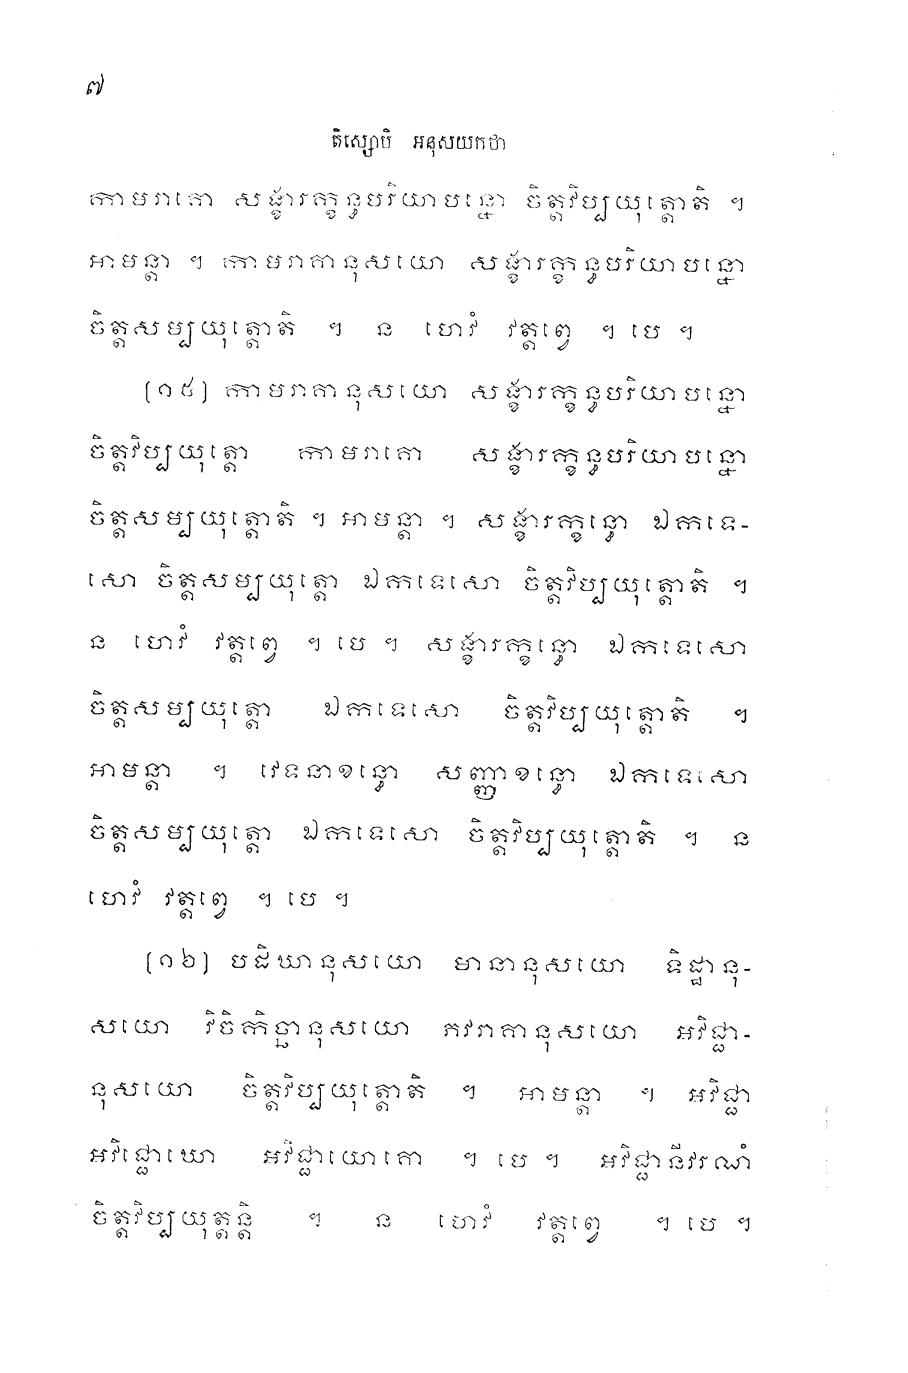 ៧
តិស្សោបិ អនុសយកថា
កាមរាគោ សង្ខារក្ខន្ធបរិយាបន្នោ ចិត្តវិប្បយុត្តោតិ ។
អាមន្តា ។ កាមរាគានុសយោ សង្ខារក្ខន្ធបរិយាបន្នោ
ចិត្តសម្បយុត្តោតិ ។ ន ហេវំ វត្តព្វេ ។ បេ ។
(១៥) កាមរាគានុសយោ សង្ខារក្ខន្ធបរិយាបន្នោ
ចិត្តវិប្បយុត្តោ កាមរាគោ សង្ខារក្ខន្ធបរិយាបន្នោ
ចិត្តសម្បយុត្តោតិ ។ អាមន្តា ។ សង្ខារក្ខន្ធោ ឯកទេ-
សោ ចិត្តសម្បយុត្តោ ឯកទេសោ ចិត្តវិប្បយុត្តោតិ ។
ន ហេវំ វត្តព្វេ ។ បេ ។ សង្ខារក្ខន្ធោ ឯកទេសោ
ចិត្តសម្បយុត្តោ ឯកទេសោ ចិត្តវិប្បយុត្តោតិ ។
អាមន្តា ។ វេទនាខន្ធោ សញ្ញាខន្ធោ ឯកទេសោ
ចិត្តសម្បយុត្តោ ឯកទេសោ ចិត្តវិប្បយុត្តោតិ ។ ន
ហេវំ វត្តព្វេ ។ បេ ។
(១៦) បដិឃានុសយោ មានានុសយោ ទិដ្ឋានុ-
សយោ វិចិកិច្ឆានុសយោ ភវរាគានុសយោ អវិជ្ជា-
នុសយោ ចិត្តវិប្បយុត្តោតិ ។ អាមន្តា ។ អវិជ្ជា
អវិជ្ជោឃោ អវិជ្ជាយោគោ ។ បេ ។ អវិជ្ជានីវរណំ
ចិត្តវិប្បយុត្តន្តិ ។ ន ហេវំ វត្តព្វេ ។ បេ ។